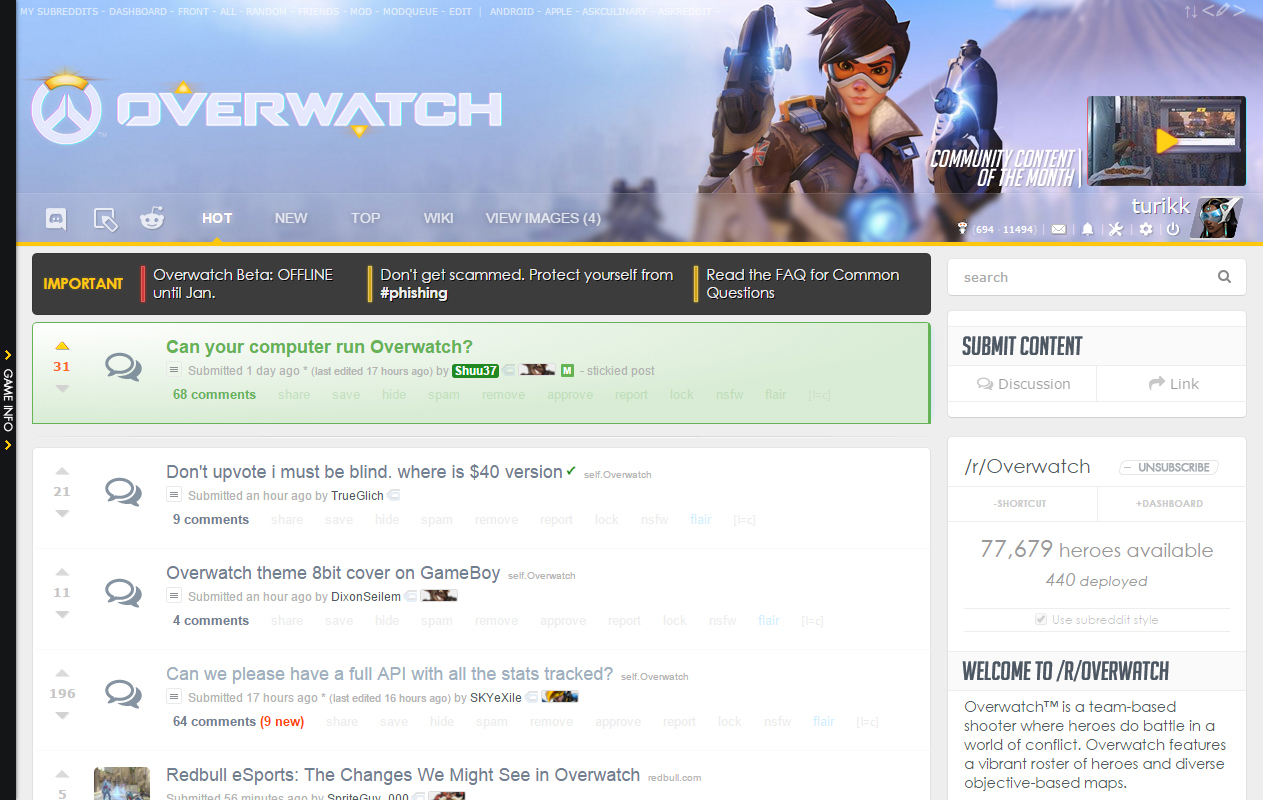 MY SUBREDDITS - DASHBOARD - FRONT - ALL - RANDOM - FRIENDS - MOD - MODQUEUE - EDIT | ANDROID - APPLE - ASKCULINARY - ASKREDDIT -
OVERWATCH
COMMUNITY CONTENT
OF THE MONTH
turikk
694 · 11494
HOT NEW TOP WIKI VIEW IMAGES (4)
GAME INFO
IMPORTANT
Overwatch Beta: OFFLINE
until Jan.
Don't get scammed. Protect yourself from
#phishing
Read the FAQ for Common
Questions
31
Can your computer run Overwatch?
Submitted 1 day ago * (last edited 17 hours ago) by Shuu37 M - stickied post
68 comments share save hide spam remove approve report lock nsfw flair [l=c]
21
Don't upvote i must be blind. where is $40 version ✔ self.Overwatch
Submitted an hour ago by TrueGlich
9 comments share save hide spam remove report lock nsfw flair [l=c]
11
Overwatch theme 8bit cover on GameBoy self.Overwatch
Submitted an hour ago by DixonSeilem
4 comments share save hide spam remove approve report lock nsfw flair [l=c]
196
Can we please have a full API with all the stats tracked? self.Overwatch
Submitted 17 hours ago * (last edited 16 hours ago) by SKYeXile
64 comments (9 new) share save hide spam remove approve report lock nsfw flair [l=c]
5
Redbull eSports: The Changes We Might See in Overwatch redbull.com
Submitted 56 minutes ago by SpriteGuy_000
search
SUBMIT CONTENT
Discussion Link
/r/Overwatch − UNSUBSCRIBE
-SHORTCUT +DASHBOARD
77,679 heroes available
440 deployed
Use subreddit style
WELCOME TO /R/OVERWATCH
Overwatch™ is a team-based
shooter where heroes do battle in a
world of conflict. Overwatch features
a vibrant roster of heroes and diverse
objective-based maps.